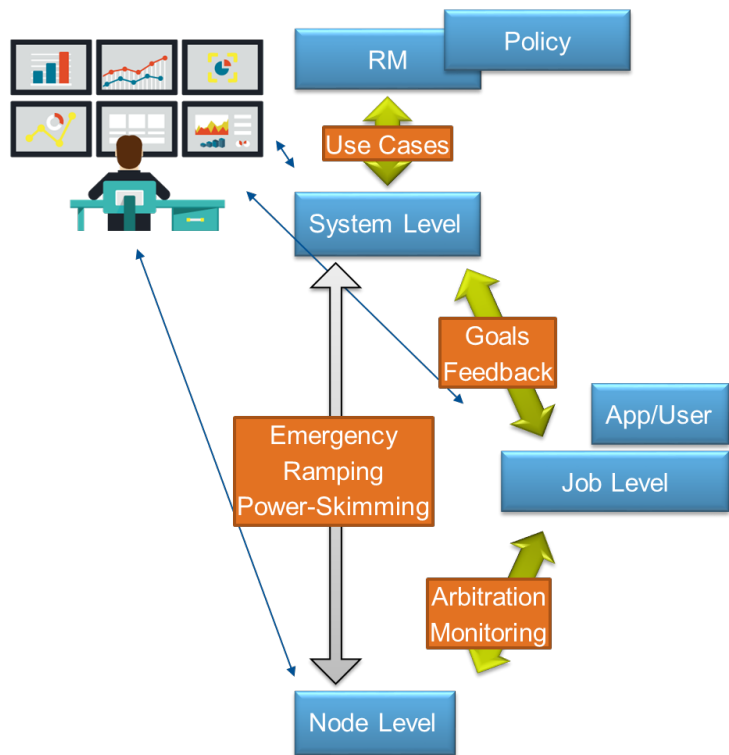 Policy
RM
Use Cases
System Level
Goals
Feedback
App/User
Emergency
Ramping
Power-Skimming
Job Level
Arbitration
Monitoring
Node Level